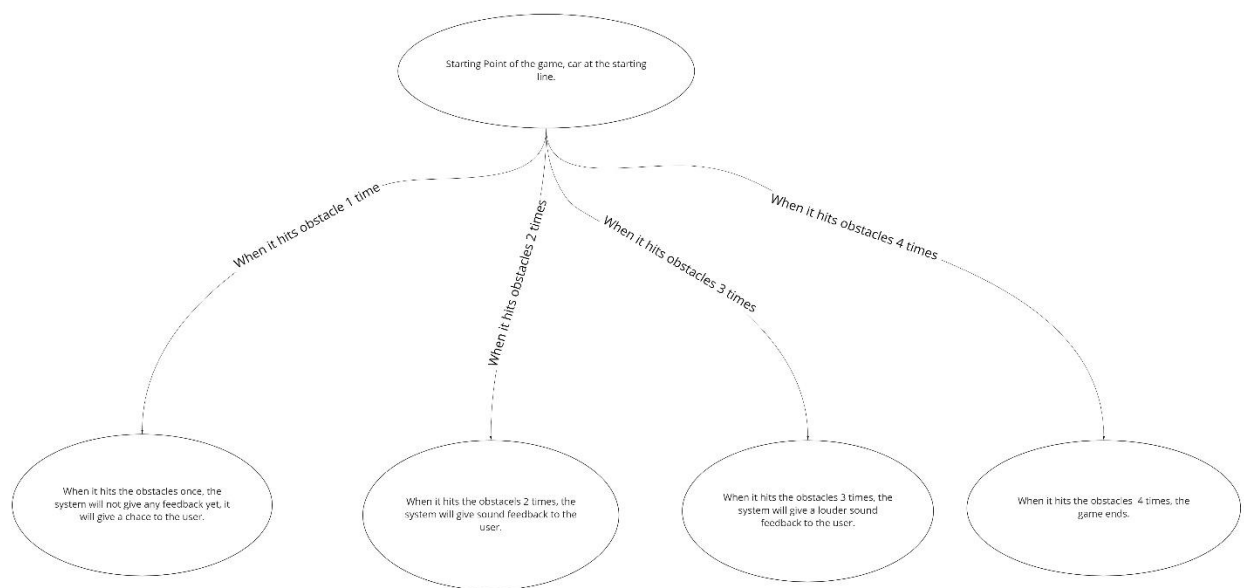 Starting Point of the game, car at the starting
line.
When it hits obstacle 1 time
When it hits obstacles 2 times
When it hits obstacles 3 times
When it hits obstacles 4 times
When it hits the obstacles once, the
system will not give any feedback yet, it
will give a chace to the user.
When it hits the obstacels 2 times, the
system will give sound feedback to the
user.
When it hits the obstacles 3 times, the
system will give a louder sound
feedback to the user.
When it hits the obstacles  4 times, the
game ends.